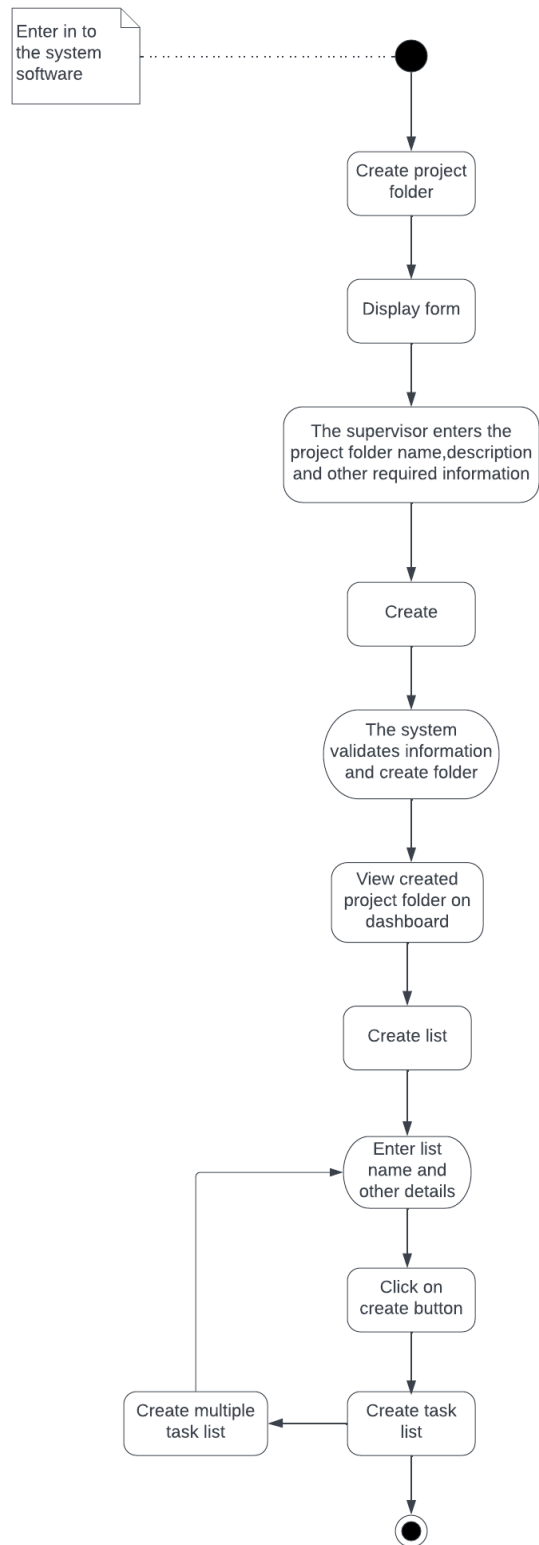 Enter in to
the system
software
Create project
folder
Display form
The supervisor enters the
project folder name,description
and other required information
Create
The system
validates information
and create folder
View created
project folder on
dashboard
Create list
Enter list
name and
other details
Click on
create button
Create multiple
task list
Create task
list